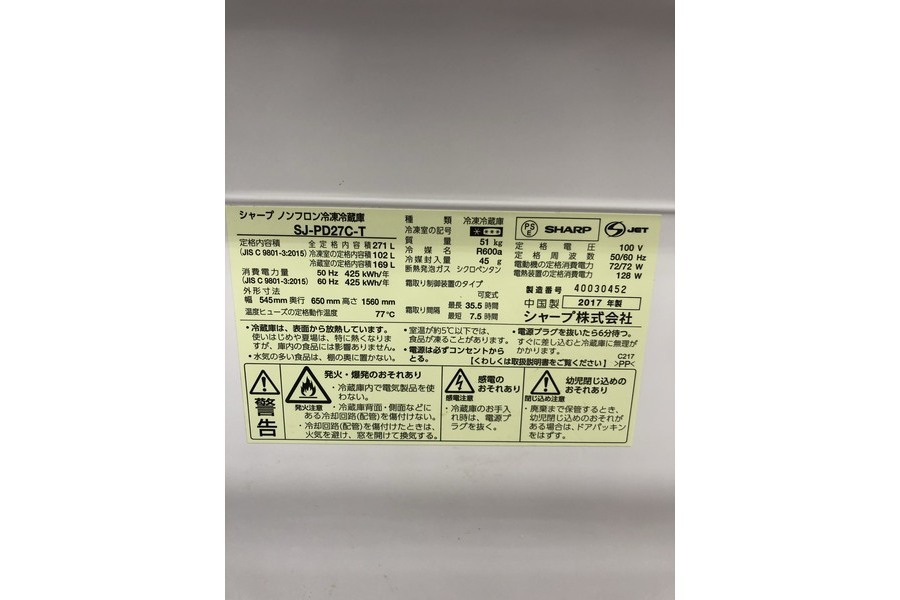 シャープ ノンフロン冷凍冷蔵庫
SJ-PD27C-T
定格内容積
(JIS C 9801-3:2015)
全定格内容積 271 L
冷凍室の定格内容積 102 L
冷蔵室の定格内容積 169 L
消費電力量
(JIS C 9801-3:2015)
50 Hz 425 kWh/年
60 Hz 425 kWh/年
外形寸法
幅 545mm 奥行 650 mm 高さ 1560 mm
温度ヒューズの定格動作温度 77℃
種類 冷凍冷蔵庫
冷凍室の記号
質量 51 kg
冷媒名 R600a
冷媒封入量 45 g
断熱発泡ガス シクロペンタン
霜取り制御装置のタイプ
可変式
霜取り間隔 最長 35.5 時間
最短 7.5 時間
PS
E
SHARP
JET
定格電圧 100 V
定格周波数 50/60 Hz
電動機の定格消費電力 72/72 W
電熱装置の定格消費電力 128 W
製造番号 40030452
中国製 2017 年製
シャープ株式会社
・冷蔵庫は、表面から放熱しています。
使いはじめや夏場は、特に熱くなりま
すが、庫内の食品には影響ありません。
・水気の多い食品は、棚の奥に置かない。
・室温が約5℃以下では、
食品が凍ることがあります。
・電源は必ずコンセントから
とる。
・電源プラグを抜いたら6分待つ。
すぐに差し込むと冷蔵庫に無理が
かかります。
【くわしくは取扱説明書をご覧ください】
C217
>PP<
警告
発火・爆発のおそれあり
発火注意
・冷蔵庫内で電気製品を使
わない。
・冷蔵庫背面・側面などに
ある冷却回路(配管)を傷付けない。
・冷却回路(配管)を傷付けたときは、
火気を避け、窓を開けて換気する。
感電の
おそれあり
感電注意
・冷蔵庫のお手入
れ時は、電源プ
ラグを抜く。
幼児閉じ込めの
おそれあり
閉じ込め注意
・廃棄まで保管するとき、
幼児閉じ込めのおそれが
ある場合は、ドアパッキン
をはずす。